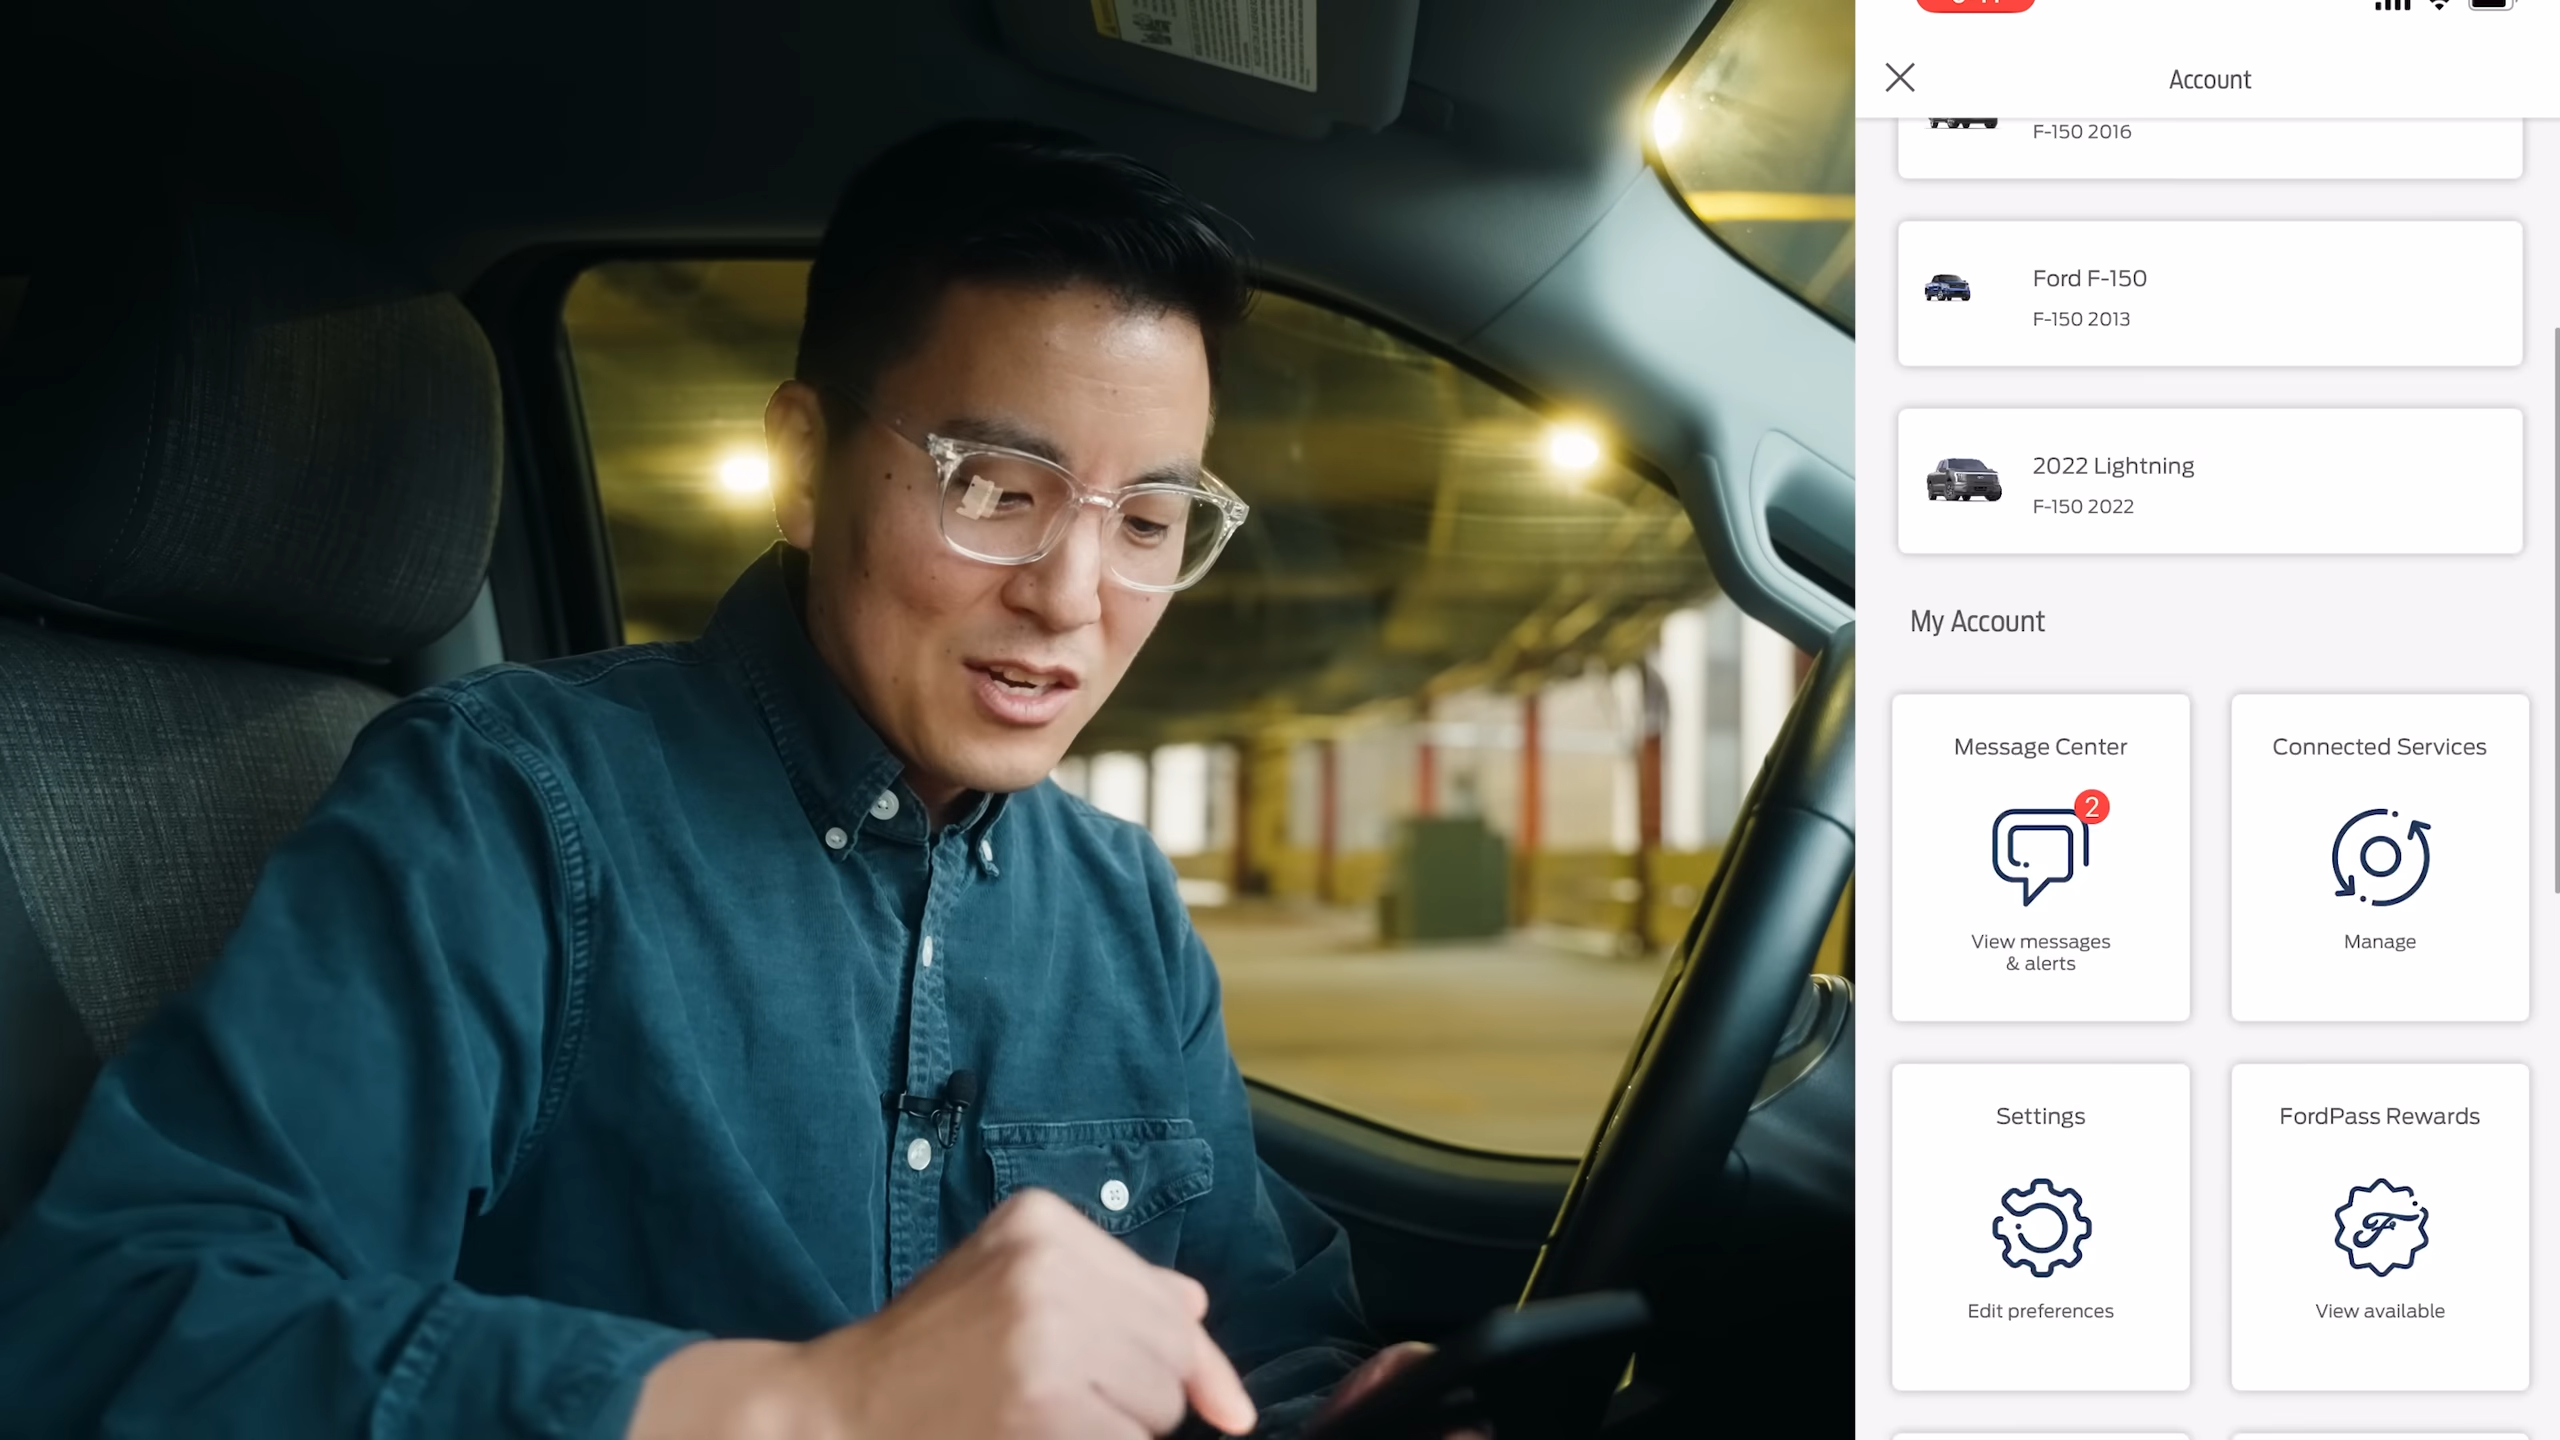 Account
F-150 2016
Ford F-150
F-150 2013
2022 Lightning
F-150 2022
My Account
Message Center
Connected Services
2
View messages
& alerts
Manage
Settings
FordPass Rewards
F
Edit preferences
View available